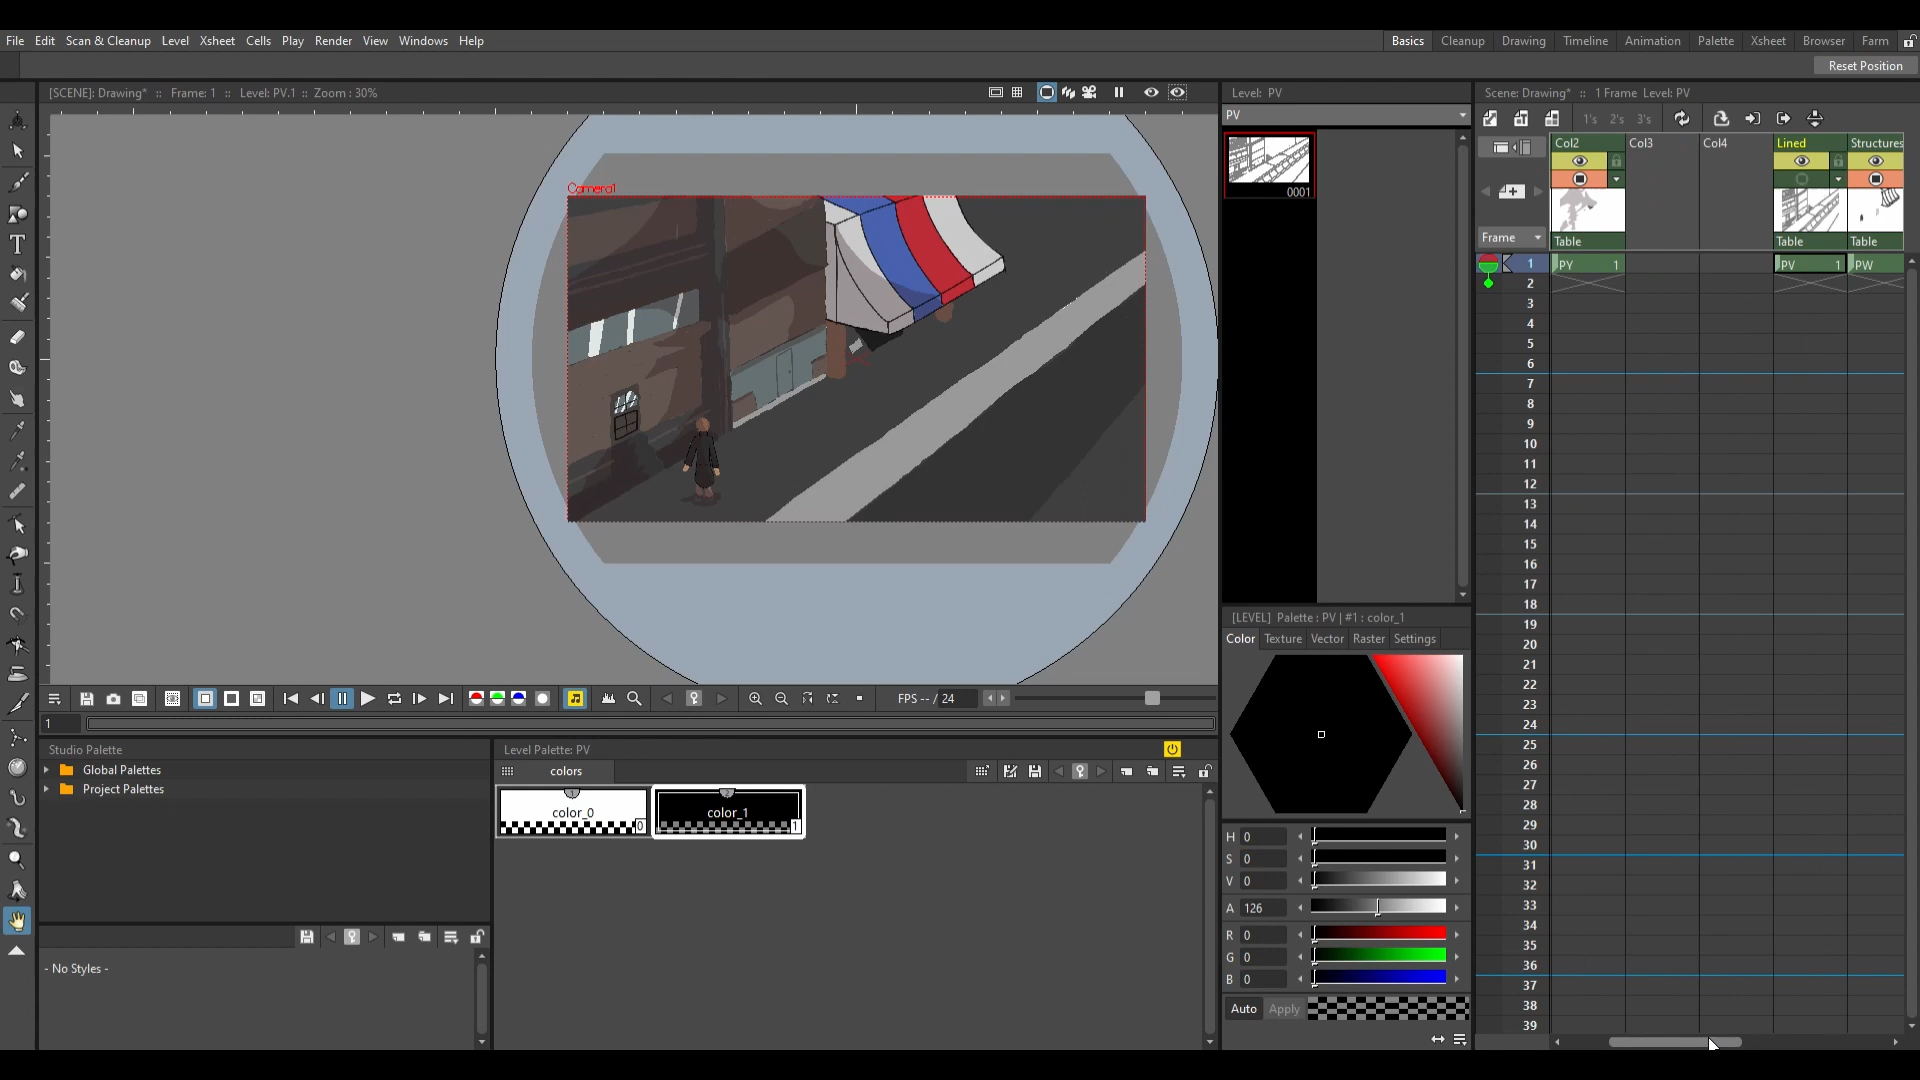 File Edit Scan & Cleanup Level Xsheet Cells Play Render View Windows Help
Basics Cleanup Drawing Timeline Animation Palette Xsheet Browser Farm
Reset Position
[SCENE]: Drawing* :: Frame: 1 :: Level: PV.1 :: Zoom : 30%
Level: PV
Scene: Drawing* :: 1 Frame Level: PV
PV
1's 2's 3's
Col2 Col3 Col4 Lined Structures
Camera1
0001
Frame
Table Table Table
1 PY 1 PV 1 PW
2
3
4
5
6
7
8
9
10
11
12
13
14
15
16
17
18
19
20
21
22
23
24
25
26
27
28
29
30
31
32
33
34
35
36
37
38
39
[LEVEL] Palette : PV | #1 : color_1
Color Texture Vector Raster Settings
FPS -- / 24
1
Studio Palette
Global Palettes
Project Palettes
- No Styles -
Level Palette: PV
colors
color_0 0
color_1 1
H 0
S 0
V 0
A 126
R 0
G 0
B 0
Auto Apply